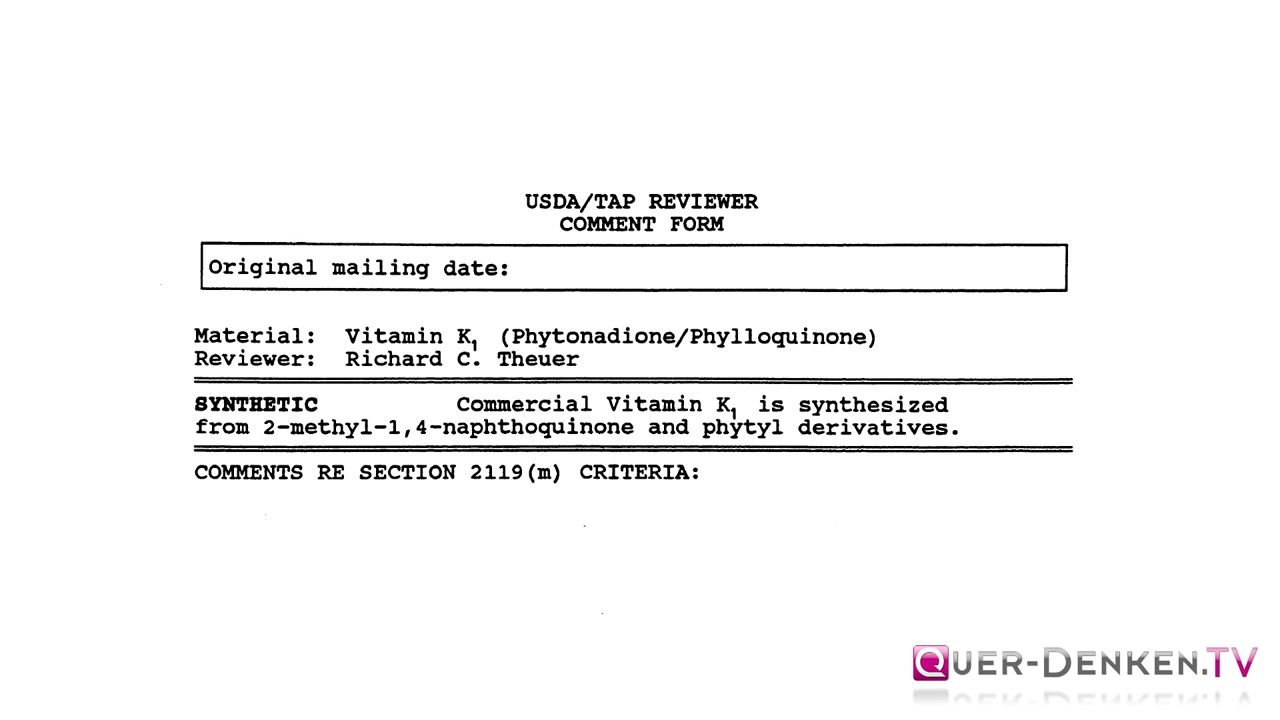 USDA/TAP REVIEWER
COMMENT FORM
Original mailing date:
Material: Vitamin K₁ (Phytonadione/Phylloquinone)
Reviewer: Richard C. Theuer
SYNTHETIC Commercial Vitamin K₁ is synthesized
from 2-methyl-1,4-naphthoquinone and phytyl derivatives.
COMMENTS RE SECTION 2119(m) CRITERIA:
QUER-DENKEN.TV